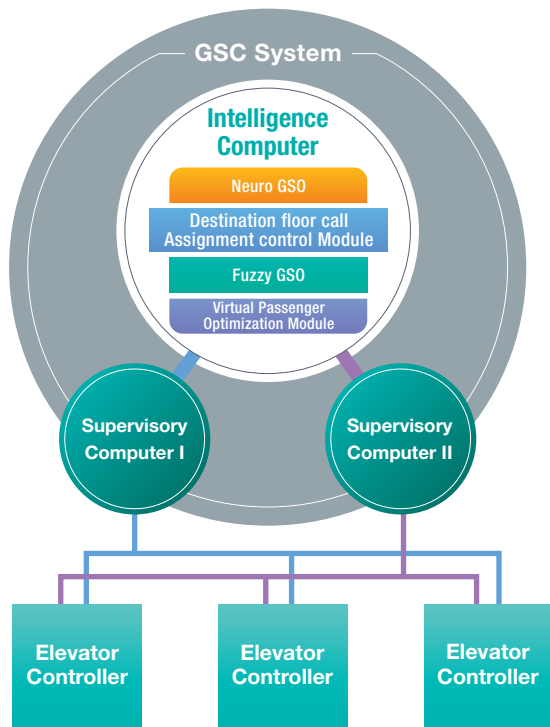 GSC System
Intelligence
Computer
Neuro GSO
Destination floor call
Assignment control Module
Fuzzy GSO
Virtual Passenger
Optimization Module
Supervisory
Computer I
Supervisory
Computer II
Elevator
Controller
Elevator
Controller
Elevator
Controller